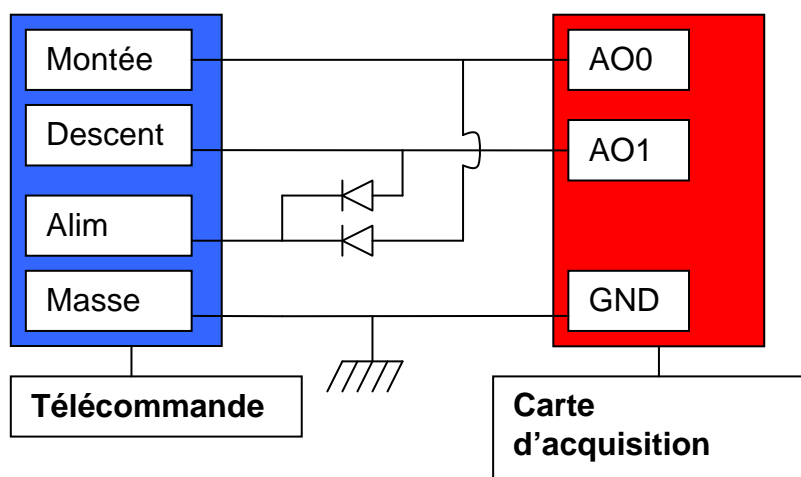 Montée
AO0
Descent
AO1
Alim
Masse
GND
Télécommande
Carte
d'acquisition